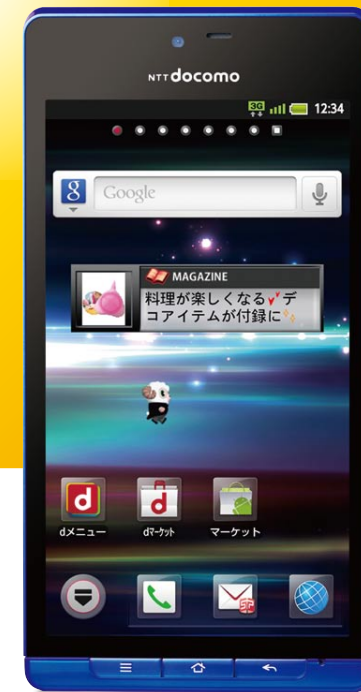 NTT docomo
3G 12:34
8 Google
MAGAZINE
料理が楽しくなるデ
コアイテムが付録に
d d
dメニュー dマーケット マーケット